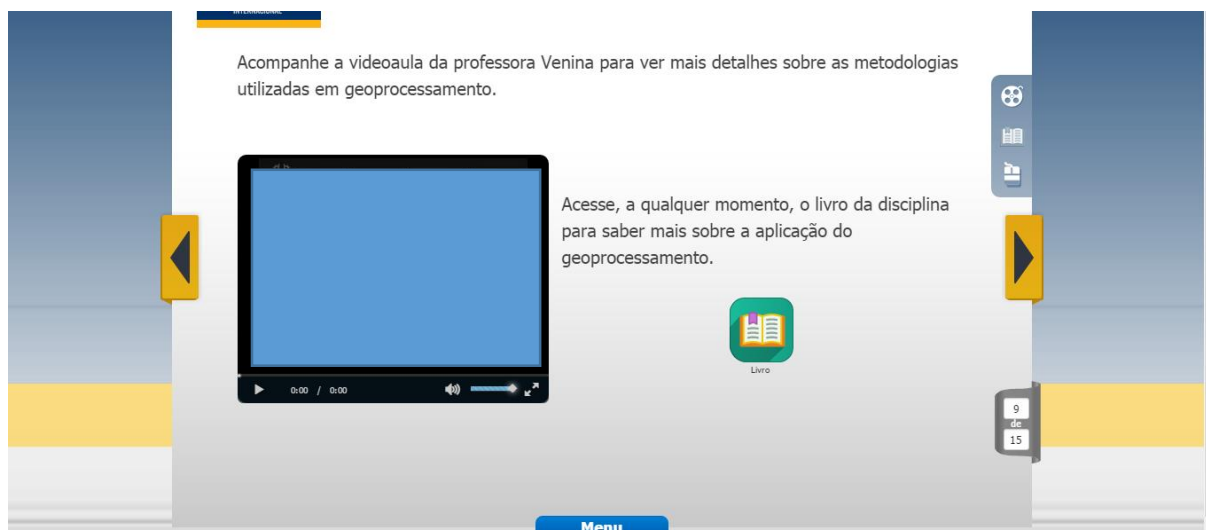 INTERNACIONAL
Acompanhe a videoaula da professora Venina para ver mais detalhes sobre as metodologias
utilizadas em geoprocessamento.
Acesse, a qualquer momento, o livro da disciplina
para saber mais sobre a aplicação do
geoprocessamento.
Livro
0:00 / 0:00
9
de
15
Menu